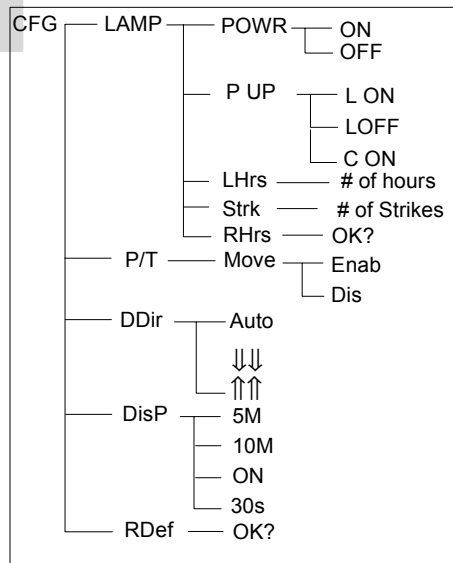 CFG LAMP POWR ON
OFF
P UP L ON
LOFF
C ON
LHrs # of hours
Strk # of Strikes
RHrs OK?
P/T Move Enab
Dis
DDir Auto
⇓⇓
⇑⇑
DisP 5M
10M
ON
30s
RDef OK?